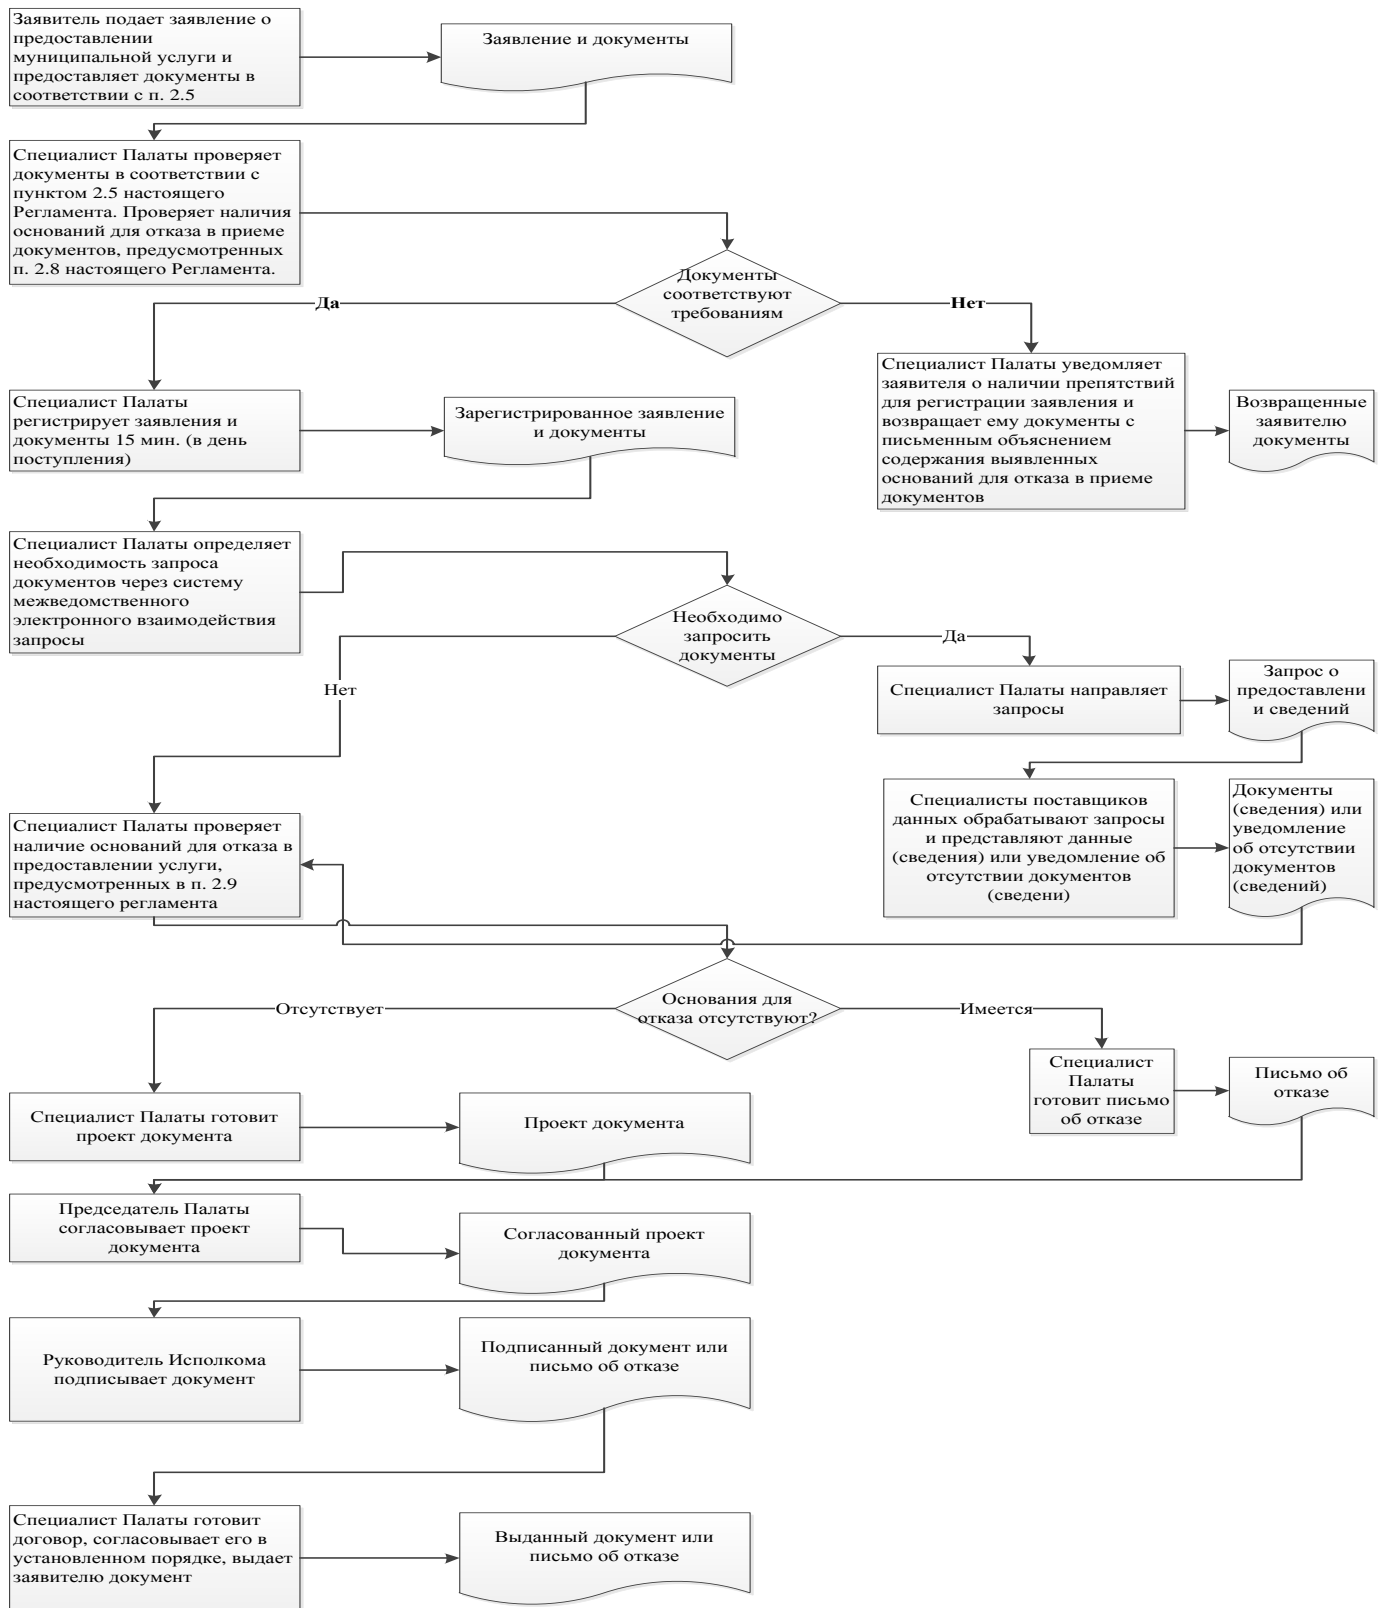 Заявитель подает заявление о
предоставлении
муниципальной услуги и
предоставляет документы в
соответствии с п. 2.5
Заявление и документы
Специалист Палаты проверяет
документы в соответствии с
пунктом 2.5 настоящего
Регламента. Проверяет наличия
оснований для отказа в приеме
документов, предусмотренных
п. 2.8 настоящего Регламента.
Документы
соответствуют
требованиям
Да
Нет
Специалист Палаты
регистрирует заявления и
документы 15 мин. (в день
поступления)
Зарегистрированное заявление
и документы
Специалист Палаты уведомляет
заявителя о наличии препятствий
для регистрации заявления и
возвращает ему документы с
письменным объяснением
содержания выявленных
оснований для отказа в приеме
документов
Возвращенные
заявителю
документы
Специалист Палаты определяет
необходимость запроса
документов через систему
межведомственного
электронного взаимодействия
запросы
Необходимо
запросить
документы
Да
Нет
Специалист Палаты направляет
запросы
Запрос о
предоставлени
и сведений
Специалисты поставщиков
данных обрабатывают запросы
и представляют данные
(сведения) или уведомление об
отсутствии документов
(сведени)
Документы
(сведения) или
уведомление
об отсутствии
документов
(сведений)
Специалист Палаты проверяет
наличие оснований для отказа в
предоставлении услуги,
предусмотренных в п. 2.9
настоящего регламента
Основания для
отказа отсутствуют?
Отсутствует
Имеется
Специалист
Палаты
готовит письмо
об отказе
Письмо об
отказе
Специалист Палаты готовит
проект документа
Проект документа
Председатель Палаты
согласовывает проект
документа
Согласованный проект
документа
Руководитель Исполкома
подписывает документ
Подписанный документ или
письмо об отказе
Специалист Палаты готовит
договор, согласовывает его в
установленном порядке, выдает
заявителю документ
Выданный документ или
письмо об отказе